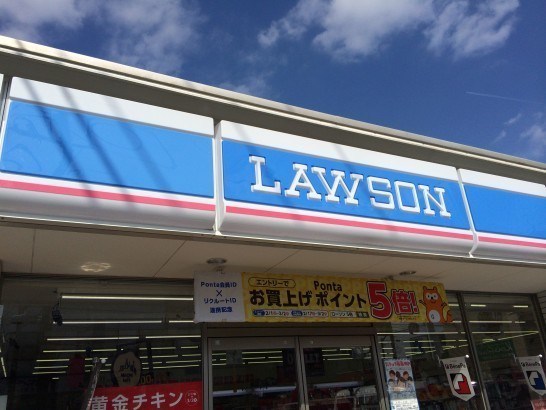 LAWSON
Ponta会員ID
×
リクルートID
連携記念
エントリーで
Ponta
お買上げポイント
5倍!
黄金チキン